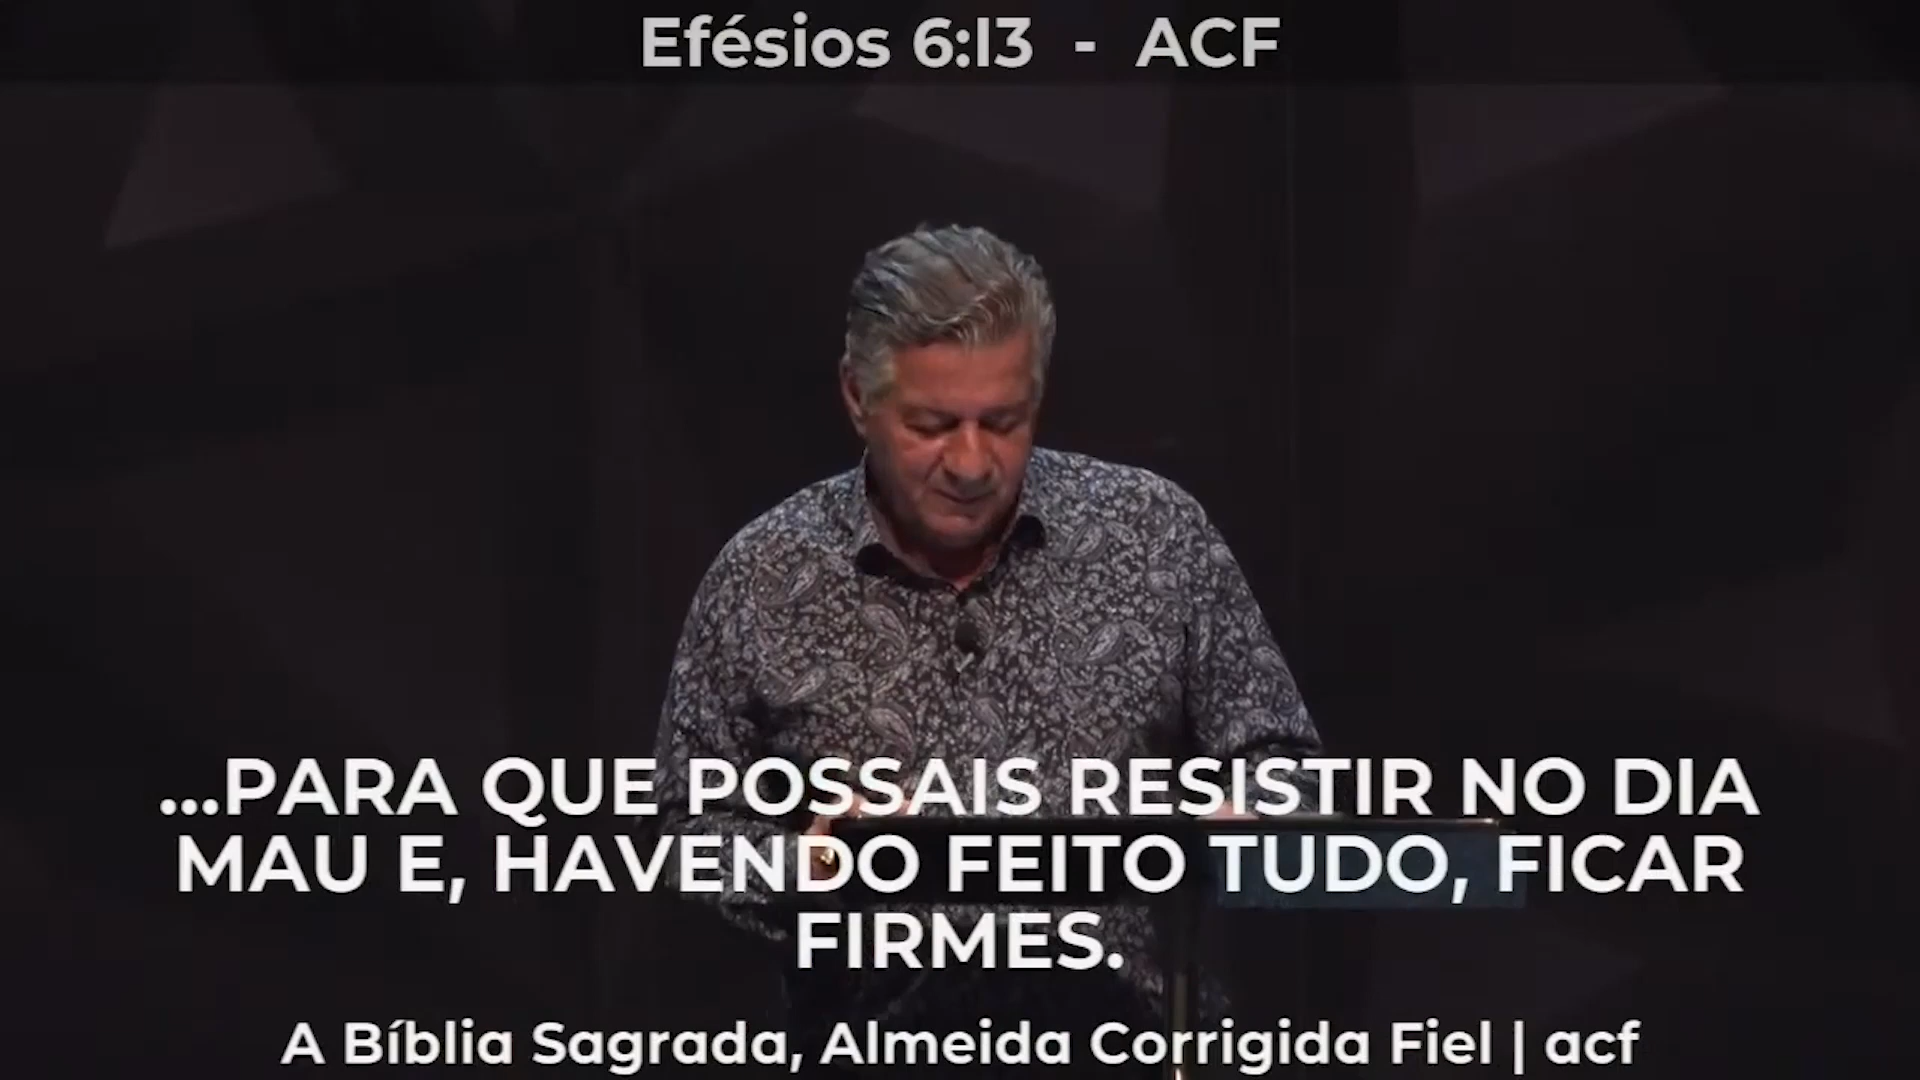 Efésios 6:13 - ACF
...PARA QUE POSSAIS RESISTIR NO DIA
MAU E, HAVENDO FEITO TUDO, FICAR
FIRMES.
A Bíblia Sagrada, Almeida Corrigida Fiel | acf